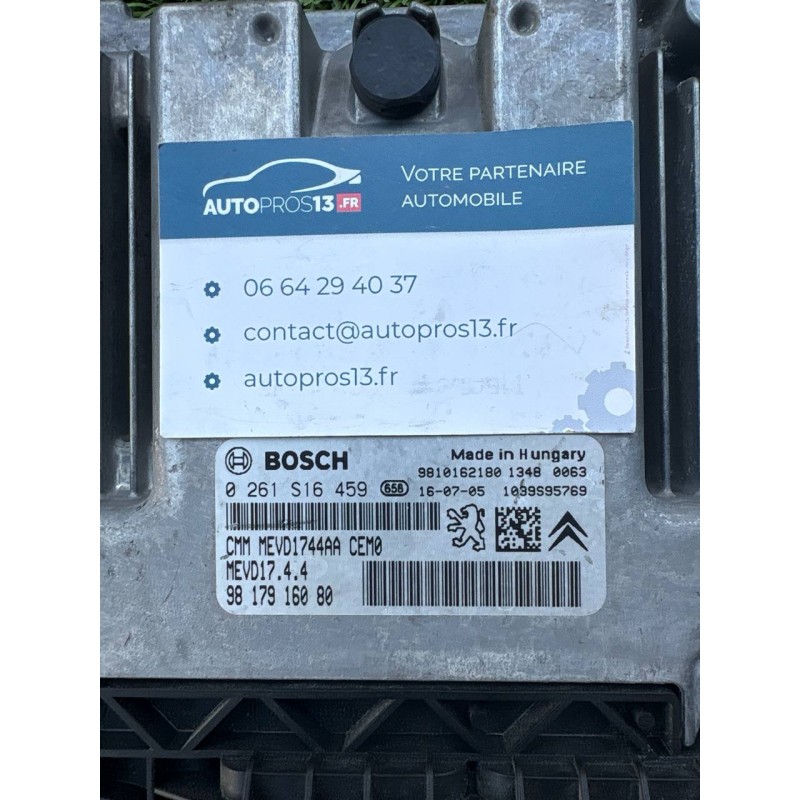 AUTOPROS13.FR
VOTRE PARTENAIRE
AUTOMOBILE
06 64 29 40 37
contact@autopros13.fr
autopros13.fr
BOSCH
Made in Hungary
9810162180 1348 0063
0 261 S16 459 658 16-07-05 1039S95769
CMM MEVD1744AA CEM0
MEVD17.4.4
98 179 160 80